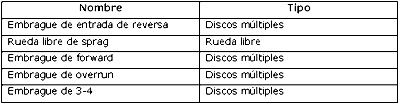 Nombre Tipo
Embrague de entrada de reversa Discos múltiples
Rueda libre de sprag Rueda libre
Embrague de forward Discos múltiples
Embrague de overrun Discos múltiples
Embrague de 3-4 Discos múltiples